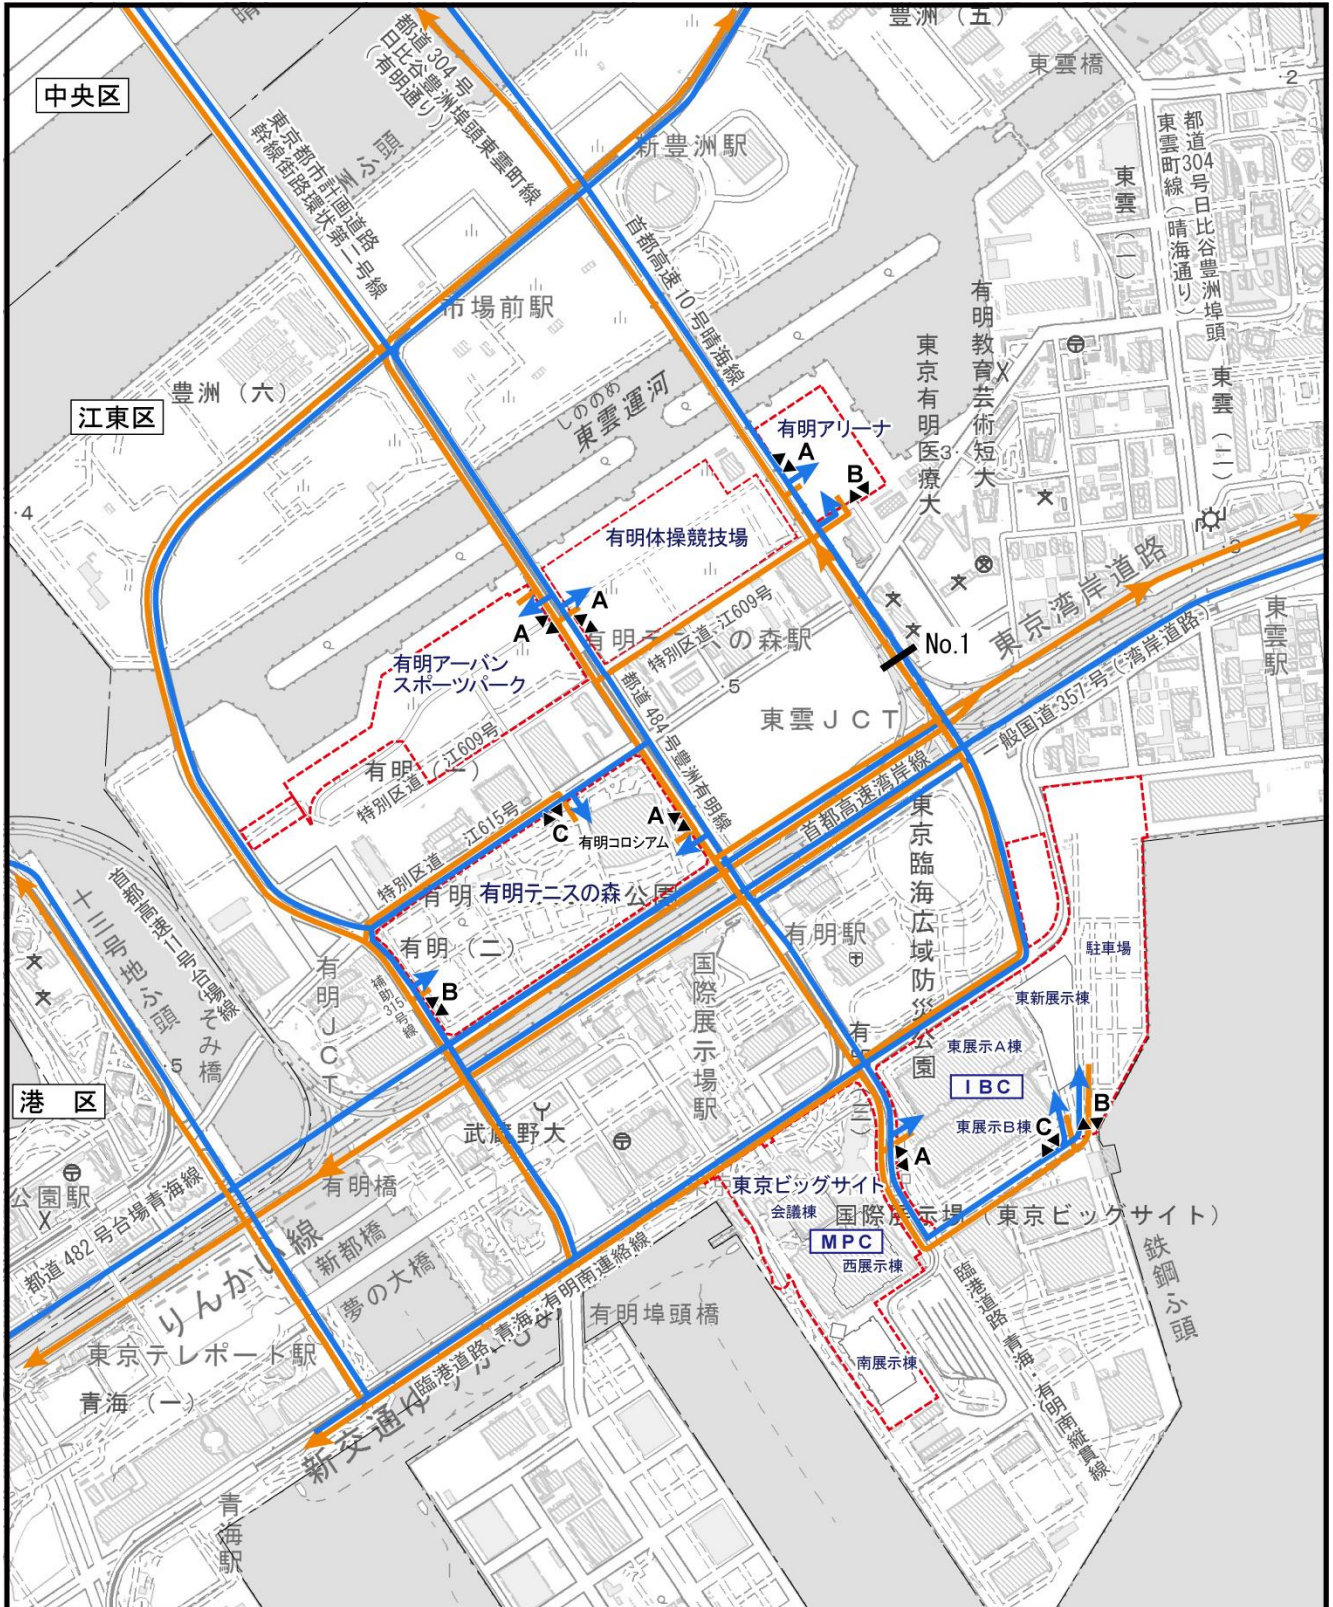 豊洲（五）
東雲橋
2
中央区
都道304号
日比谷豊洲埠頭東雲町線
（有明通り）
東京都市計画道路
幹線街路環状第二号線
ふ頭
新豊洲駅
都道304号日比谷豊洲埠頭
東雲町線（晴海通り）
東雲（一）
首都高速10号晴海線
市場前駅
豊洲（六）
江東区
しののめ
東雲運河
有明教育芸術短大
東京有明医療大
東雲（二）
有明アリーナ
A
B
3
4
有明体操競技場
A
A
特別区道 江609号
の森駅
No.1
東京湾岸道路
3
東雲駅
有明アーバン
スポーツパーク
5
都道484号豊洲有明線
東雲JCT
一般国道357号（湾岸道路）
特別区道 江609号
有明（一）
首都高速湾岸線
特別区道 江615号
C
A
有明コロシアム
東京臨海広域防災公園
有明テニスの森
有明
公園
有明（二）
有明駅
駐車場
首都高速11号台場線
十三号地ふ頭
のぞみ橋
有明JCT
補助315号線
B
国際展示場駅
東新展示棟
東展示A棟
IBC
5
港 区
武蔵野大
有明（三）
東展示B棟
C
B
A
公園駅
有明橋
東京ビッグサイト
会議棟
国際展示場（東京ビッグサイト）
MPC
西展示棟
都道482号台場青海線
りんかい線
新都橋
夢の大橋
臨港道路 青海・有明南連絡線
有明埠頭橋
鉄鋼ふ頭
臨港道路 青海・有明南縦貫線
東京テレポート駅
青海（一）
南展示棟
新交通ゆりかもめ
青海駅